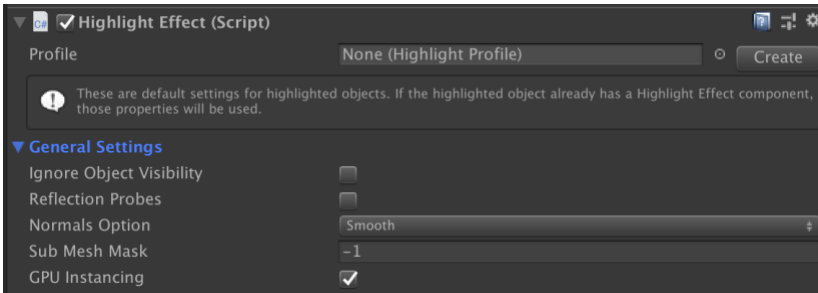 C# Highlight Effect (Script)
Profile None (Highlight Profile) Create
These are default settings for highlighted objects. If the highlighted object already has a Highlight Effect component,
those properties will be used.
General Settings
Ignore Object Visibility
Reflection Probes
Normals Option Smooth
Sub Mesh Mask -1
GPU Instancing